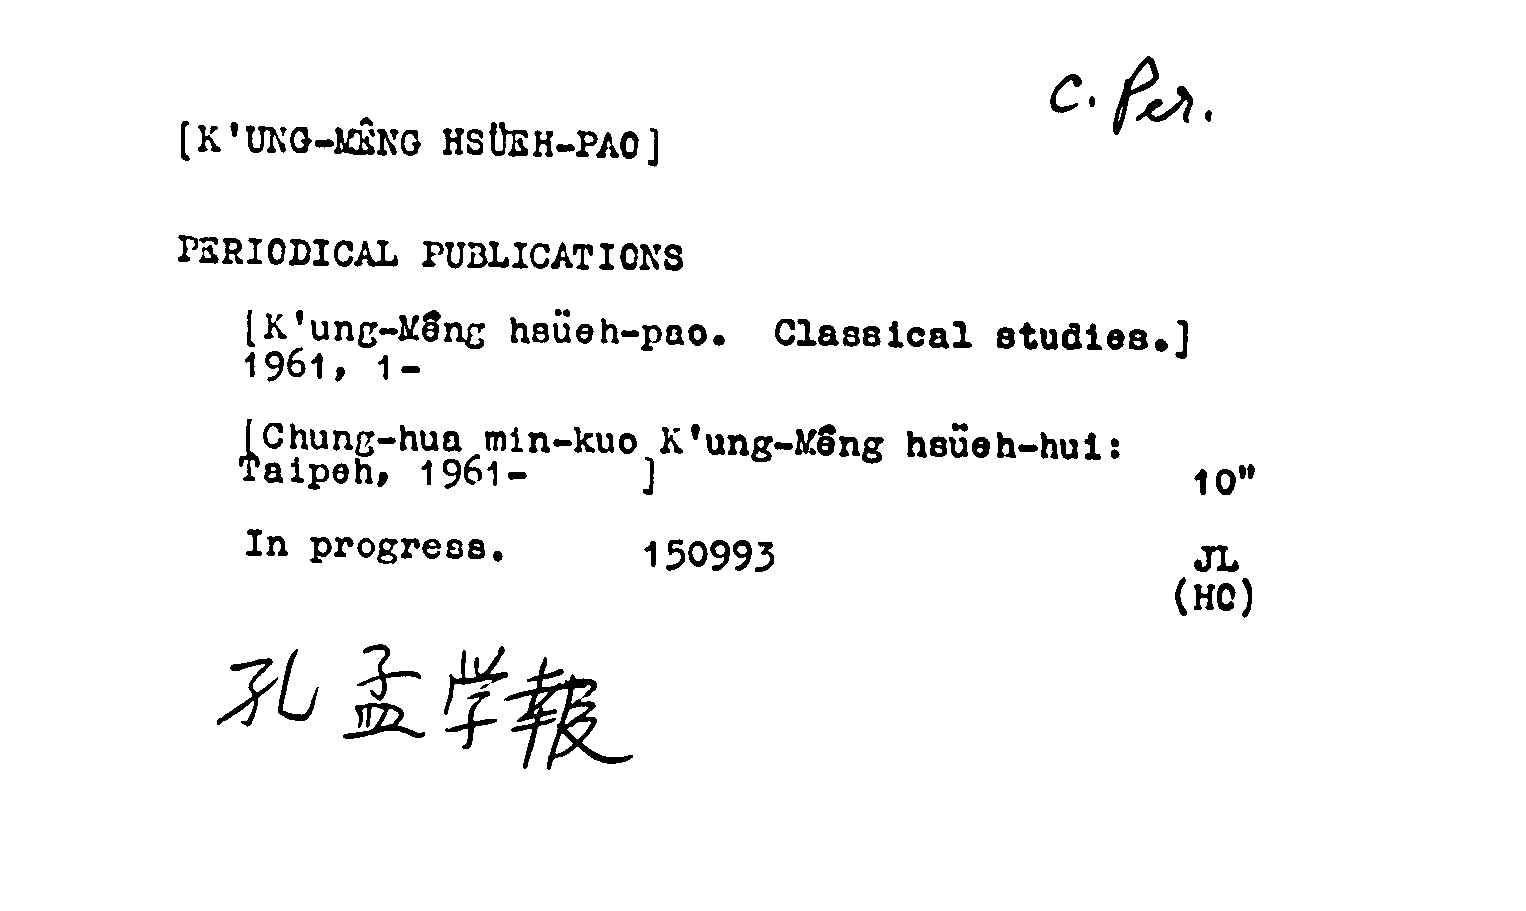 C. Per.
[K'UNG-MÊNG HSÜEH-PAO]
PERIODICAL PUBLICATIONS
[K'ung-Mêng hsüeh-pao.  Classical studies.]
1961, 1-
[Chung-hua min-kuo K'ung-Mêng hsüeh-hui:
Taipeh, 1961-     ]
10"
In progress.     150993
JL
(HC)
孔孟学報